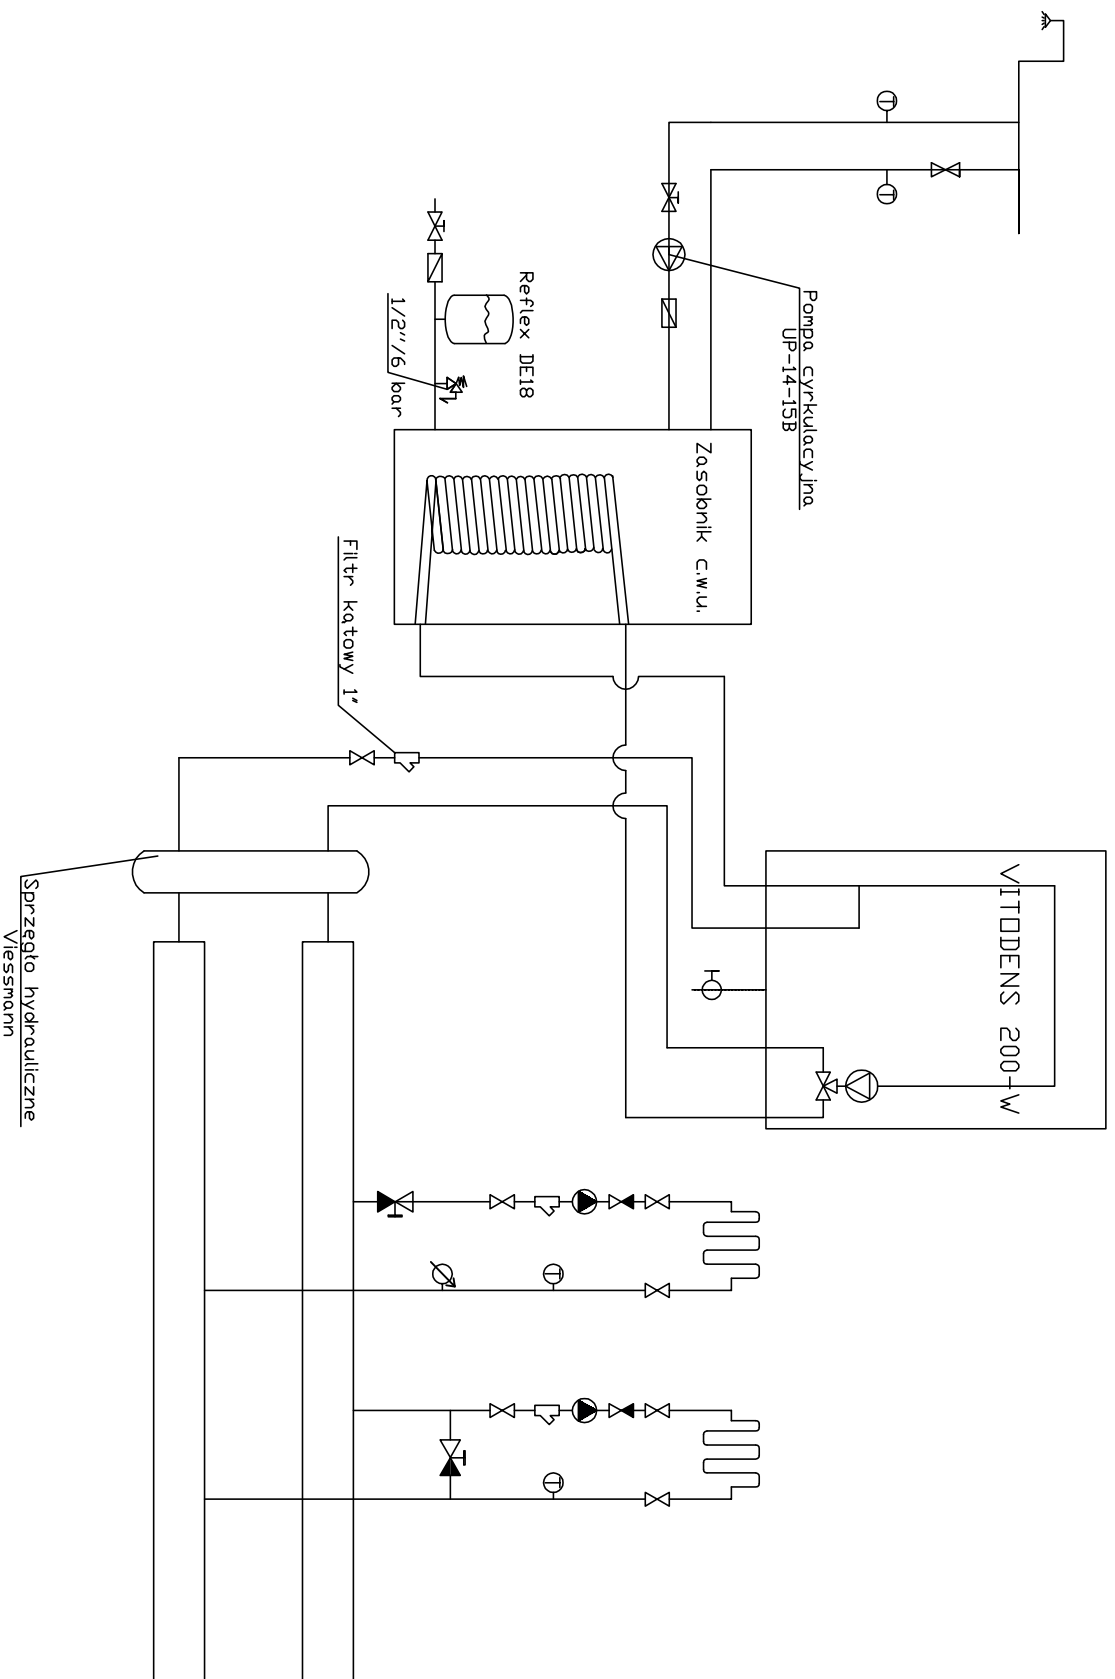 Pompa cyrkulacyjna
UP-14-15B
Reflex DE18
1/2''/6 bar
Zasobnik c.w.u.
Filtr kątowy 1"
VITODENS 200-W
Sprzęgło hydrauliczne
Viessmann
T
T
T
T